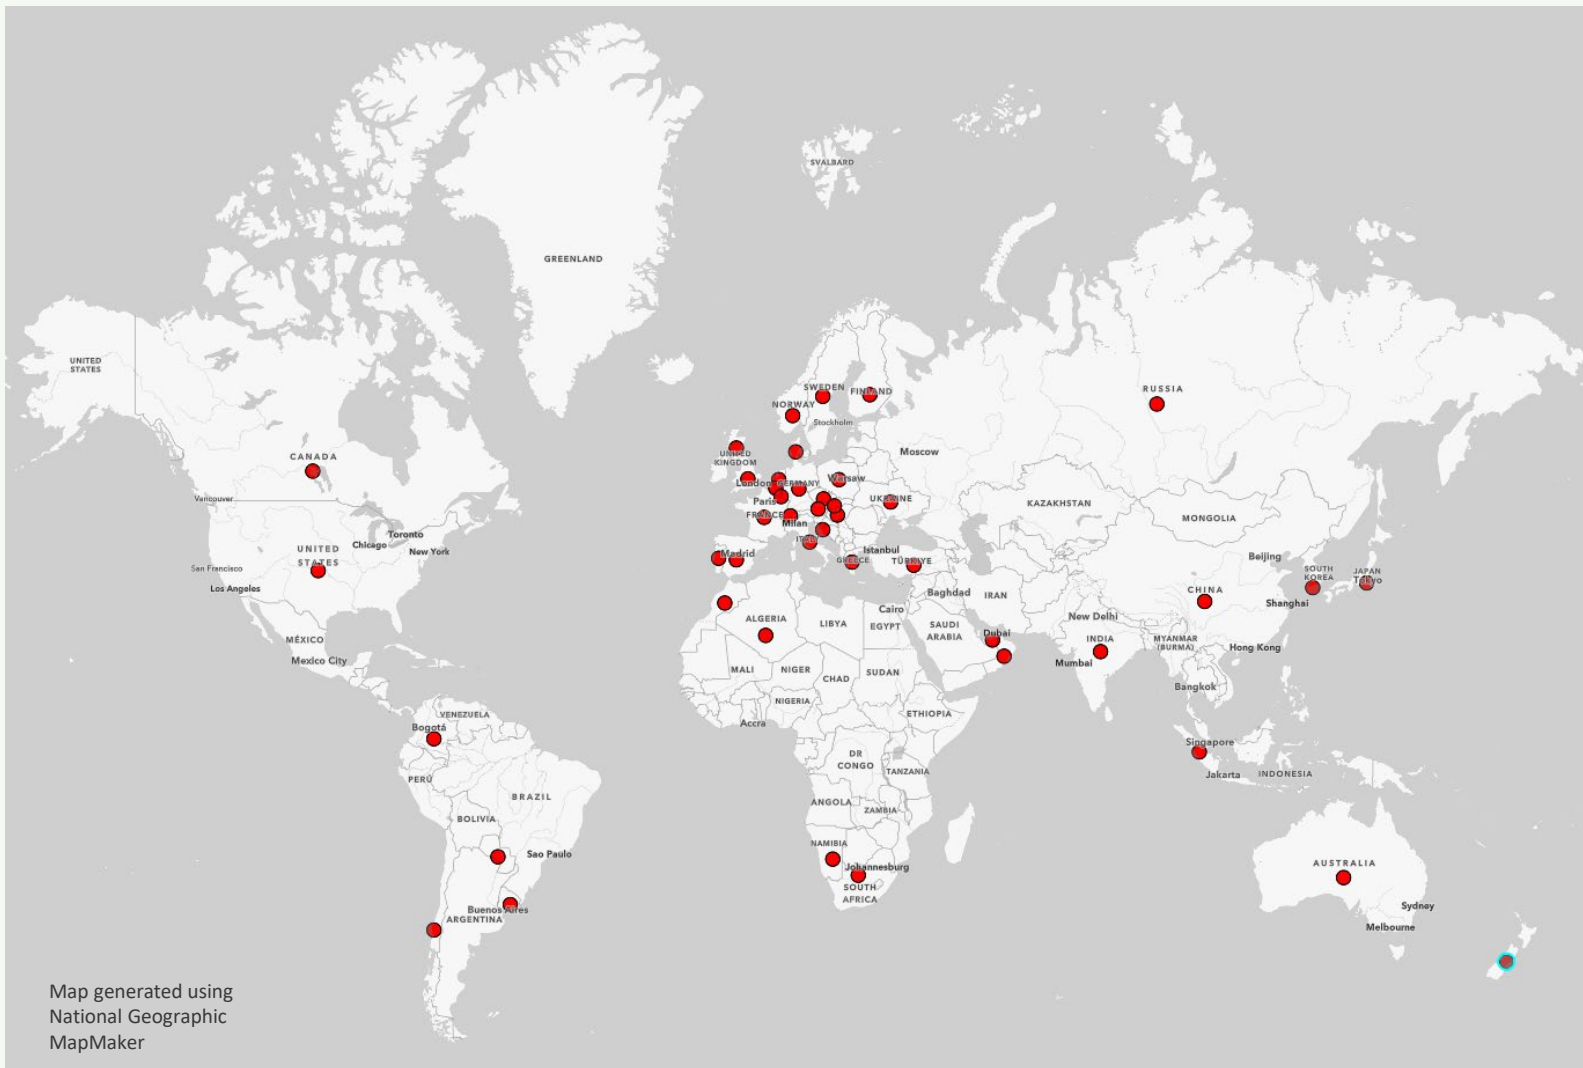 SVALBARD
GREENLAND
UNITED
STATES
RUSSIA
SWEDEN
FINLAND
NORWAY
Stockholm
CANADA
UNITED
KINGDOM
Moscow
London
GERMANY
Warsaw
Vancouver
Paris
UKRAINE
KAZAKHSTAN
FRANCE
Milan
MONGOLIA
Toronto
Chicago
New York
UNITED
STATES
San Francisco
Los Angeles
ITALY
Madrid
Istanbul
GREECE
TÜRKIYE
Beijing
SOUTH
KOREA
JAPAN
Tokyo
Baghdad
IRAN
CHINA
Shanghai
Cairo
ALGERIA
LIBYA
EGYPT
SAUDI
ARABIA
Dubai
New Delhi
INDIA
MYANMAR
(BURMA)
Hong Kong
MÉXICO
Mexico City
MALI
NIGER
CHAD
SUDAN
Mumbai
Bangkok
NIGERIA
VENEZUELA
Bogotá
Accra
ETHIOPIA
Singapore
DR
CONGO
TANZANIA
Jakarta
INDONESIA
PERÚ
BRAZIL
ANGOLA
ZAMBIA
BOLIVIA
NAMIBIA
Sao Paulo
Johannesburg
AUSTRALIA
SOUTH
AFRICA
Buenos Aires
ARGENTINA
Sydney
Melbourne
Map generated using
National Geographic
MapMaker